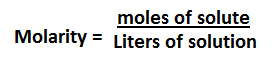 moles of solute
Molarity =
Liters of solution